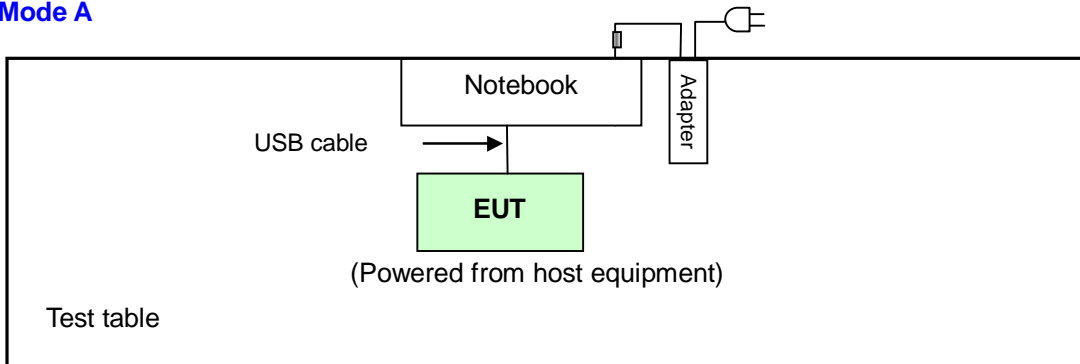 Mode A
Notebook
Adapter
USB cable
EUT
(Powered from host equipment)
Test table